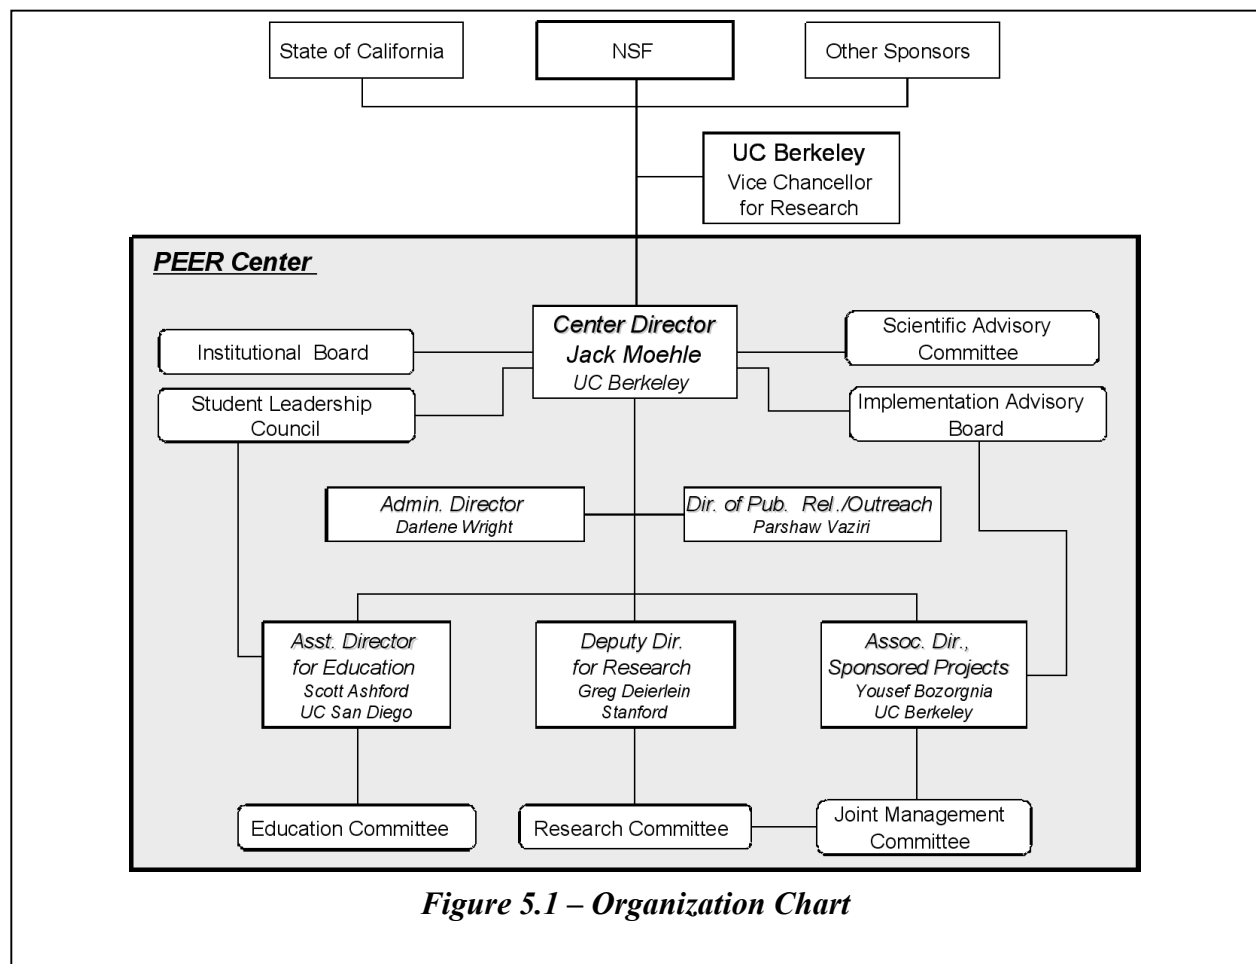 State of California
NSF
Other Sponsors
UC Berkeley
Vice Chancellor
for Research
PEER Center
Center Director
Jack Moehle
UC Berkeley
Institutional Board
Scientific Advisory
Committee
Student Leadership
Council
Implementation Advisory
Board
Admin. Director
Darlene Wright
Dir. of Pub. Rel./Outreach
Parshaw Vaziri
Asst. Director
for Education
Scott Ashford
UC San Diego
Deputy Dir.
for Research
Greg Deierlein
Stanford
Assoc. Dir.,
Sponsored Projects
Yousef Bozorgnia
UC Berkeley
Education Committee
Research Committee
Joint Management
Committee
Figure 5.1 – Organization Chart